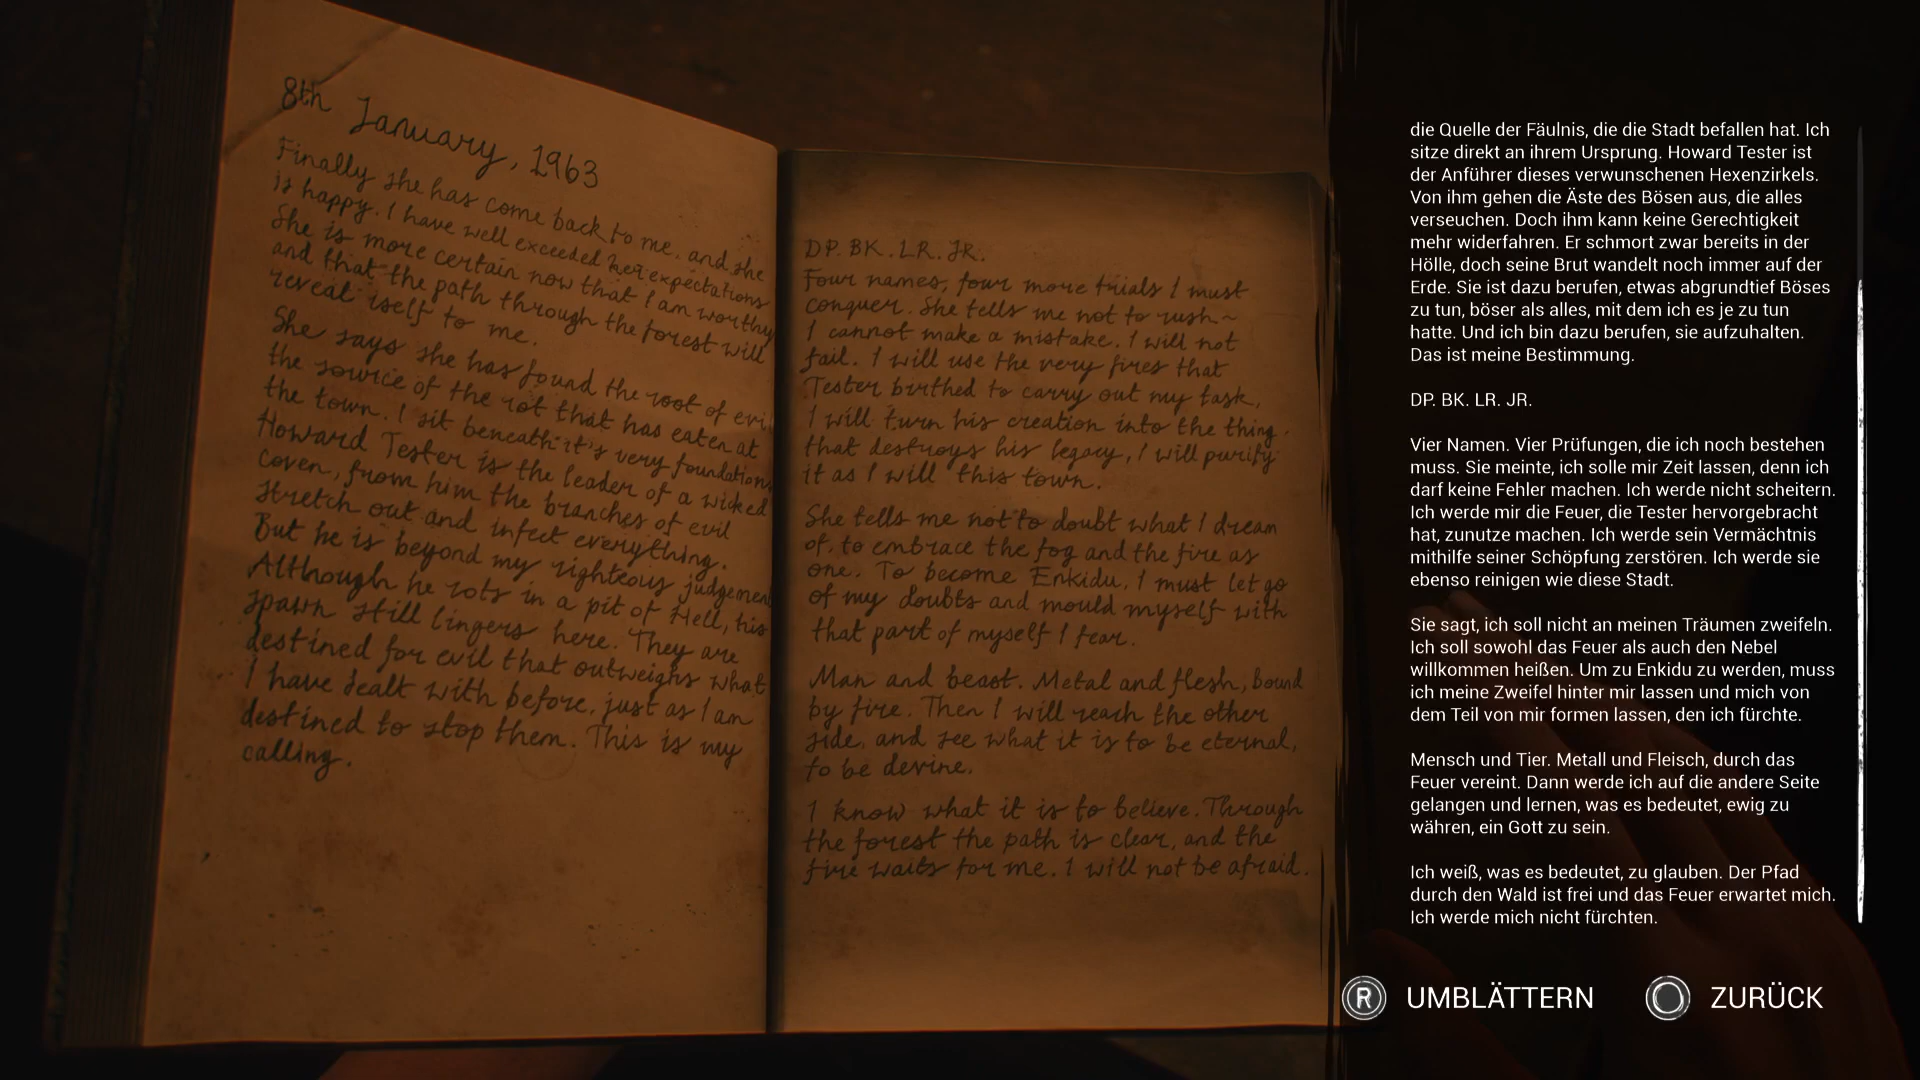 8th January, 1963
Finally she has come back to me, and she
is happy. I have well exceeded her expectations
She is more certain now that I am worthy
and that the path through the forest will
reveal itself to me.
She says she has found the root of evil
the source of the rot that has eaten at
the town. I sit beneath it's very foundations
Howard Tester is the leader of a wicked
coven, from him the branches of evil
stretch out and infect everything.
But he is beyond my righteous judgement
Although he rots in a pit of Hell, his
spawn still lingers here. They are
destined for evil that outweighs what
I have dealt with before, just as I am
destined to stop them. This is my
calling.
DP. BK. LR. JR.
Four names, four more trials I must
conquer. She tells me not to rush~
I cannot make a mistake. I will not
fail. I will use the very fires that
Tester birthed to carry out my task,
I will turn his creation into the thing
that destroys his legacy, I will purify
it as I will this town.
She tells me not to doubt what I dream
of, to embrace the fog and the fire as
one. To become Enkidu, I must let go
of my doubts and mould myself with
that part of myself I fear.
Man and beast. Metal and flesh, bound
by fire. Then I will reach the other
side, and see what it is to be eternal,
to be devine.
I know what it is to believe. Through
the forest the path is clear, and the
fire waits for me. I will not be afraid.
die Quelle der Fäulnis, die die Stadt befallen hat. Ich
sitze direkt an ihrem Ursprung. Howard Tester ist
der Anführer dieses verwunschenen Hexenzirkels.
Von ihm gehen die Äste des Bösen aus, die alles
verseuchen. Doch ihm kann keine Gerechtigkeit
mehr widerfahren. Er schmort zwar bereits in der
Hölle, doch seine Brut wandelt noch immer auf der
Erde. Sie ist dazu berufen, etwas abgrundtief Böses
zu tun, böser als alles, mit dem ich es je zu tun
hatte. Und ich bin dazu berufen, sie aufzuhalten.
Das ist meine Bestimmung.
DP. BK. LR. JR.
Vier Namen. Vier Prüfungen, die ich noch bestehen
muss. Sie meinte, ich solle mir Zeit lassen, denn ich
darf keine Fehler machen. Ich werde nicht scheitern.
Ich werde mir die Feuer, die Tester hervorgebracht
hat, zunutze machen. Ich werde sein Vermächtnis
mithilfe seiner Schöpfung zerstören. Ich werde sie
ebenso reinigen wie diese Stadt.
Sie sagt, ich soll nicht an meinen Träumen zweifeln.
Ich soll sowohl das Feuer als auch den Nebel
willkommen heißen. Um zu Enkidu zu werden, muss
ich meine Zweifel hinter mir lassen und mich von
dem Teil von mir formen lassen, den ich fürchte.
Mensch und Tier. Metall und Fleisch, durch das
Feuer vereint. Dann werde ich auf die andere Seite
gelangen und lernen, was es bedeutet, ewig zu
währen, ein Gott zu sein.
Ich weiß, was es bedeutet, zu glauben. Der Pfad
durch den Wald ist frei und das Feuer erwartet mich.
Ich werde mich nicht fürchten.
R UMBLÄTTERN ZURÜCK